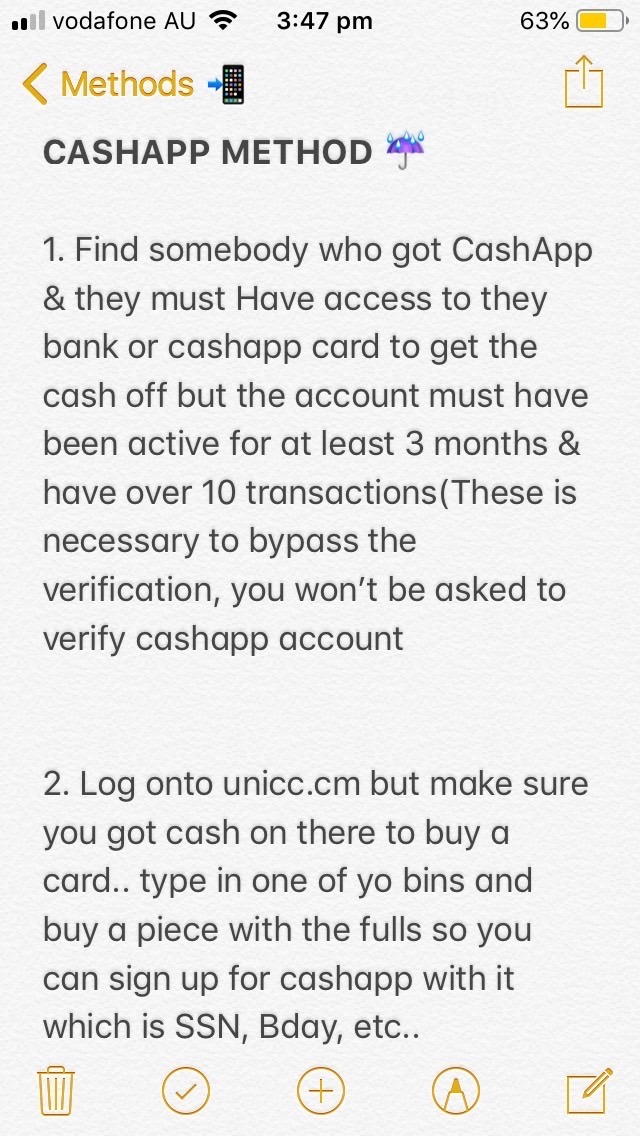 vodafone AU 3:47 pm 63%
Methods 📲
CASHAPP METHOD ☔
1. Find somebody who got CashApp
& they must Have access to they
bank or cashapp card to get the
cash off but the account must have
been active for at least 3 months &
have over 10 transactions(These is
necessary to bypass the
verification, you won’t be asked to
verify cashapp account
2. Log onto unicc.cm but make sure
you got cash on there to buy a
card.. type in one of yo bins and
buy a piece with the fulls so you
can sign up for cashapp with it
which is SSN, Bday, etc..